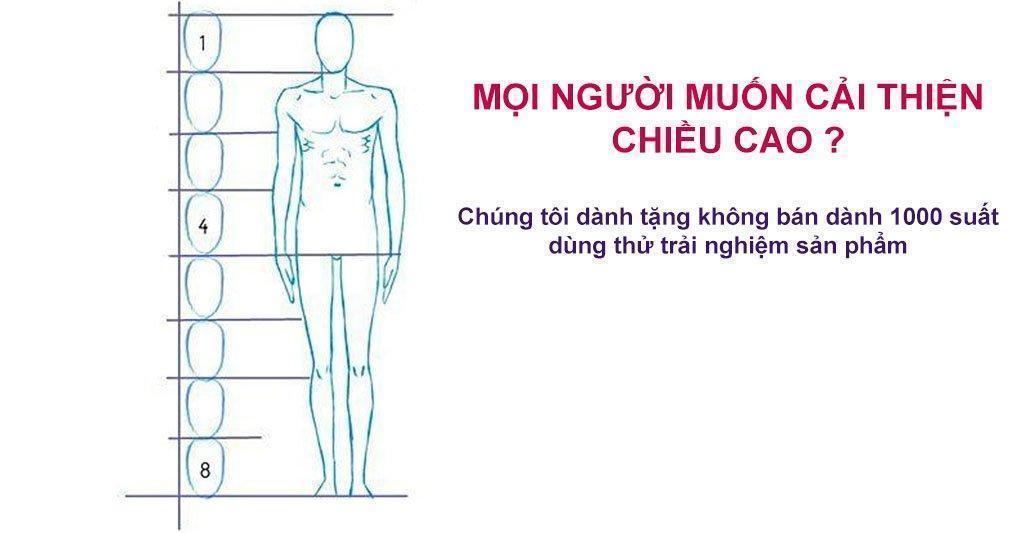 1
MỌI NGƯỜI MUỐN CẢI THIỆN
CHIỀU CAO ?
4
Chúng tôi dành tặng không bán dành 1000 suất
dùng thử trải nghiệm sản phẩm
8